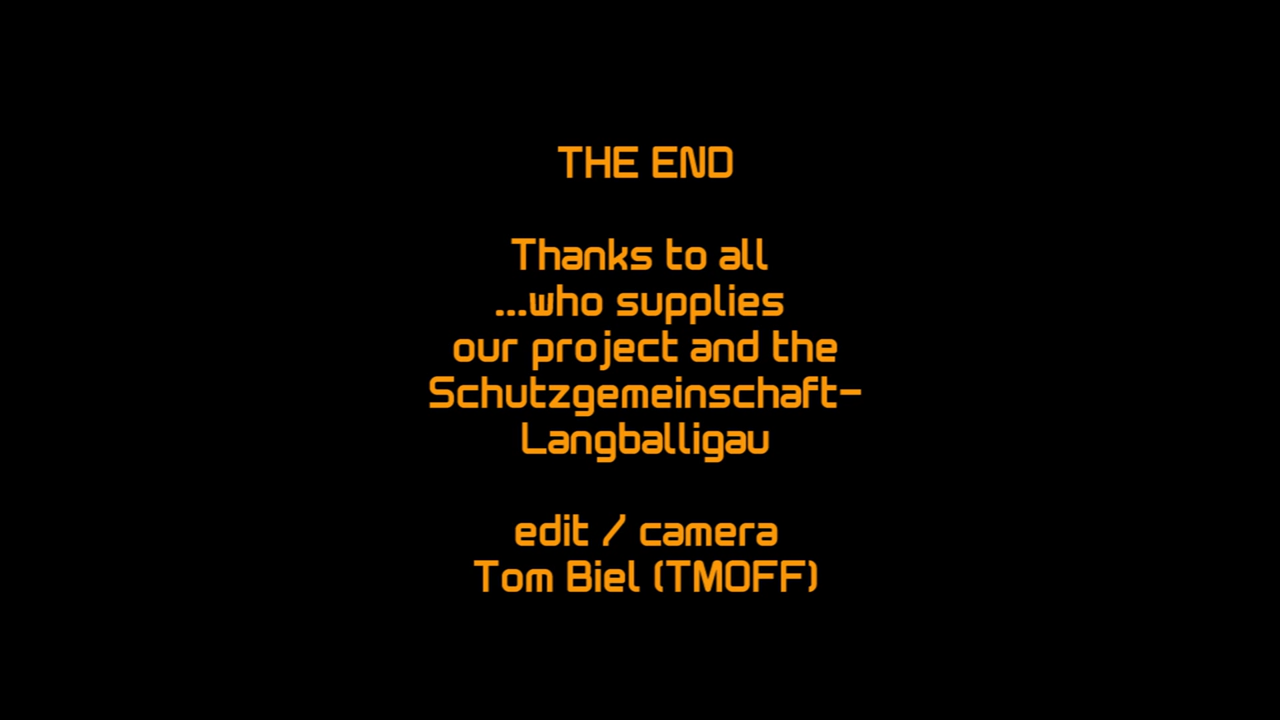 THE END
Thanks to all
...who supplies
our project and the
Schutzgemeinschaft-
Langballigau
edit / camera
Tom Biel (TMOFF)